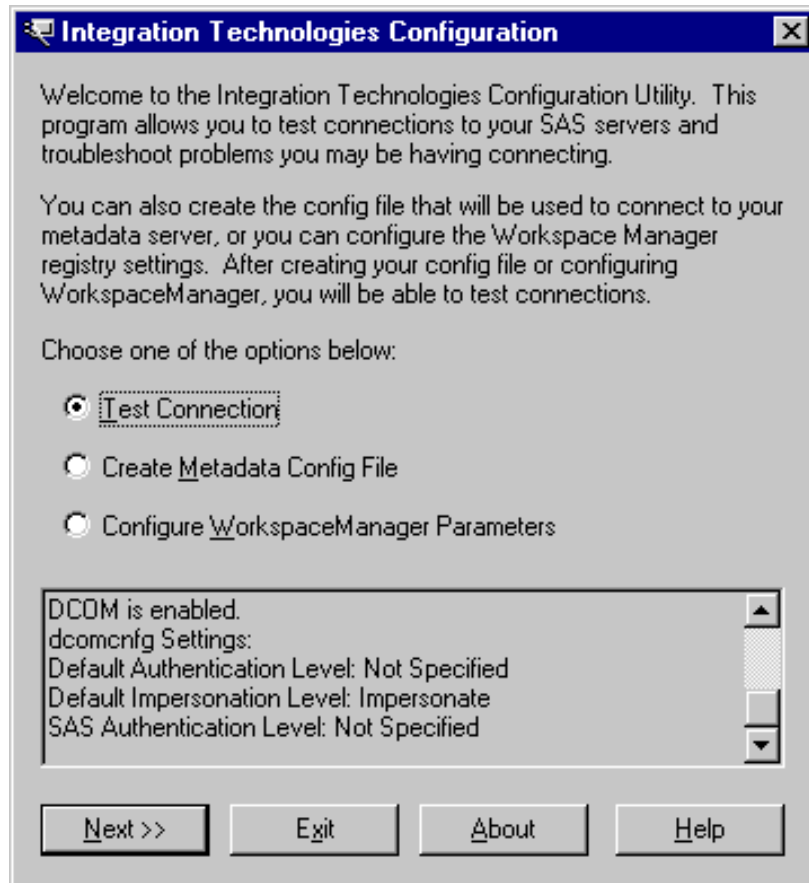 Integration Technologies Configuration
Welcome to the Integration Technologies Configuration Utility. This
program allows you to test connections to your SAS servers and
troubleshoot problems you may be having connecting.
You can also create the config file that will be used to connect to your
metadata server, or you can configure the Workspace Manager
registry settings. After creating your config file or configuring
WorkspaceManager, you will be able to test connections.
Choose one of the options below:
Test Connection
Create Metadata Config File
Configure WorkspaceManager Parameters
DCOM is enabled.
dcomcnfg Settings:
Default Authentication Level: Not Specified
Default Impersonation Level: Impersonate
SAS Authentication Level: Not Specified
Next >> Exit About Help